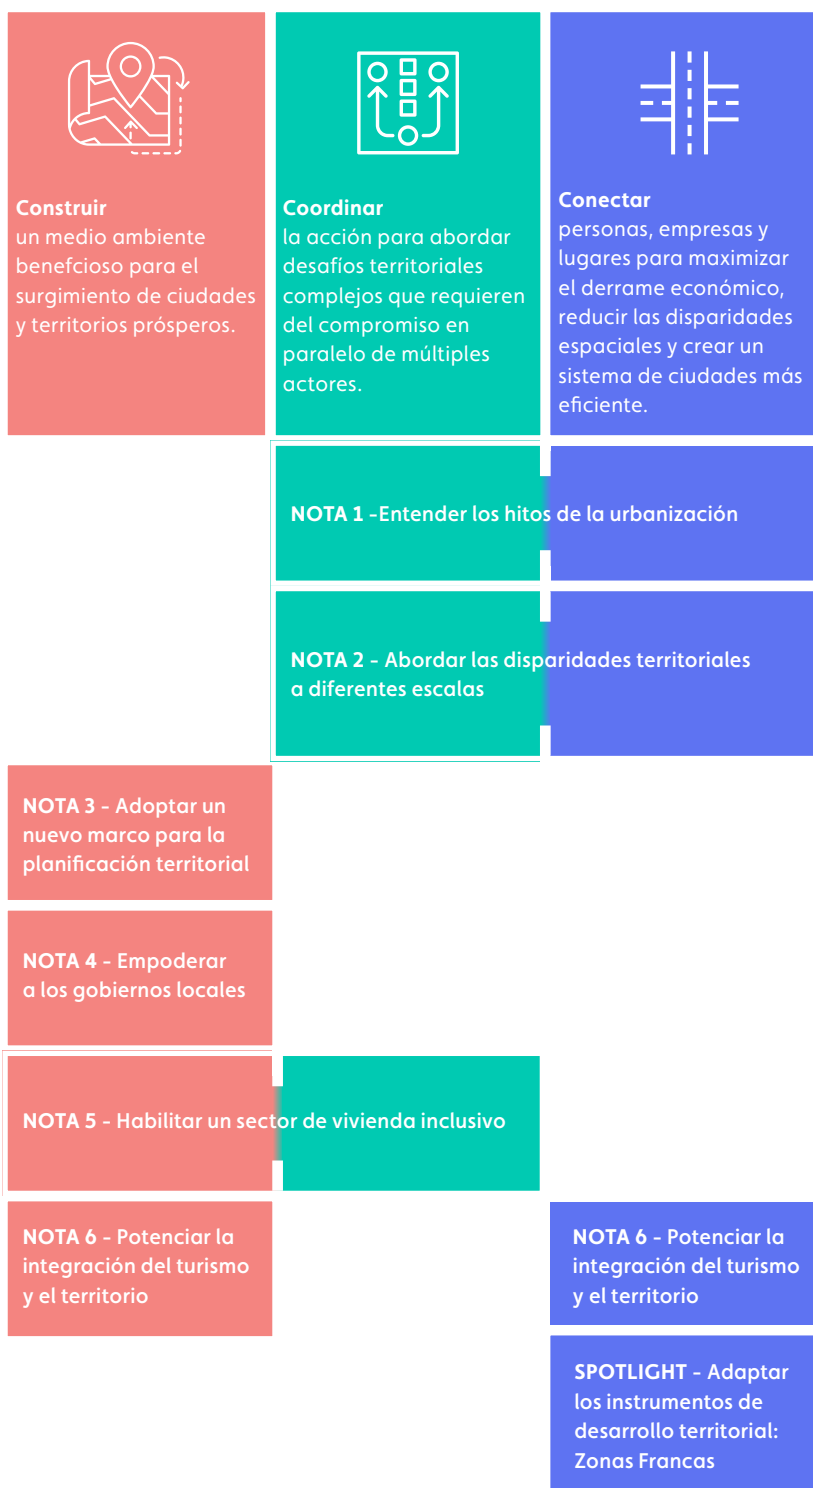 Construir
un medio ambiente
benefcioso para el
surgimiento de ciudades
y territorios prósperos.
Coordinar
la acción para abordar
desafíos territoriales
complejos que requieren
del compromiso en
paralelo de múltiples
actores.
Conectar
personas, empresas y
lugares para maximizar
el derrame económico,
reducir las disparidades
espaciales y crear un
sistema de ciudades más
eficiente.
NOTA 1 -Entender los hitos de la urbanización
NOTA 2 - Abordar las disparidades territoriales
a diferentes escalas
NOTA 3 - Adoptar un
nuevo marco para la
planificación territorial
NOTA 4 - Empoderar
a los gobiernos locales
NOTA 5 - Habilitar un sector de vivienda inclusivo
NOTA 6 - Potenciar la
integración del turismo
y el territorio
NOTA 6 - Potenciar la
integración del turismo
y el territorio
SPOTLIGHT - Adaptar
los instrumentos de
desarrollo territorial:
Zonas Francas